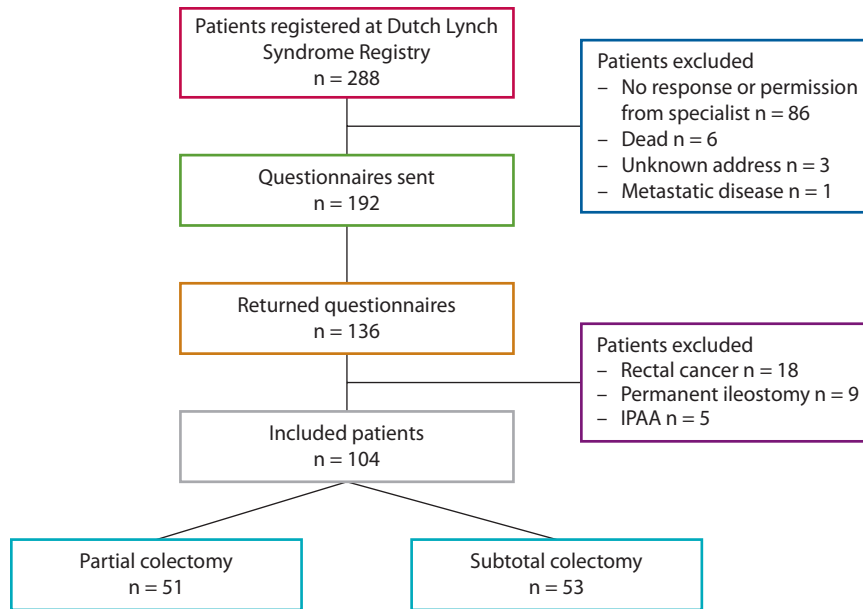 Patients registered at Dutch Lynch
Syndrome Registry
n = 288
Patients excluded
– No response or permission
from specialist n = 86
– Dead n = 6
– Unknown address n = 3
– Metastatic disease n = 1
Questionnaires sent
n = 192
Returned questionnaires
n = 136
Patients excluded
– Rectal cancer n = 18
– Permanent ileostomy n = 9
– IPAA n = 5
Included patients
n = 104
Partial colectomy
n = 51
Subtotal colectomy
n = 53